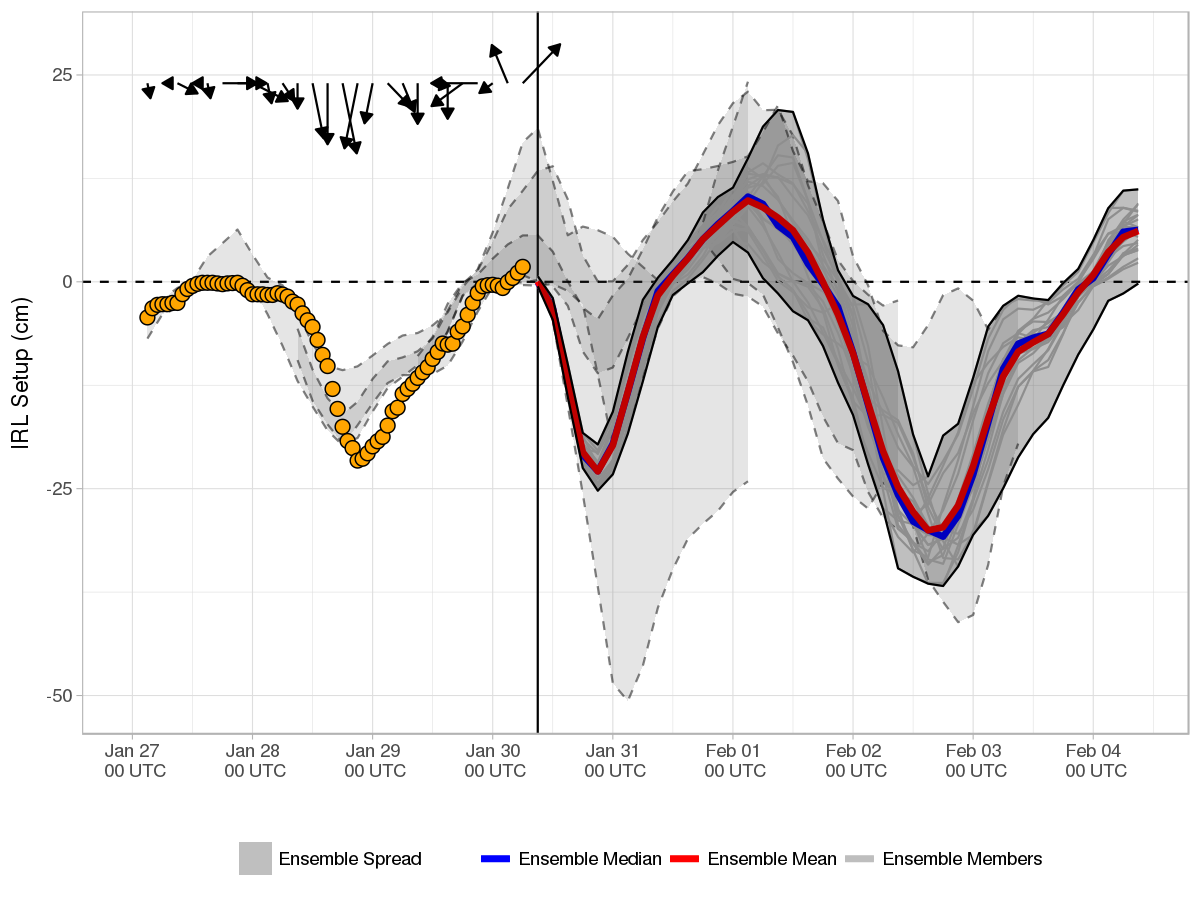 IRL Setup (cm)
25
0
-25
-50
Jan 27
00 UTC
Jan 28
00 UTC
Jan 29
00 UTC
Jan 30
00 UTC
Jan 31
00 UTC
Feb 01
00 UTC
Feb 02
00 UTC
Feb 03
00 UTC
Feb 04
00 UTC
Ensemble Spread
Ensemble Median
Ensemble Mean
Ensemble Members